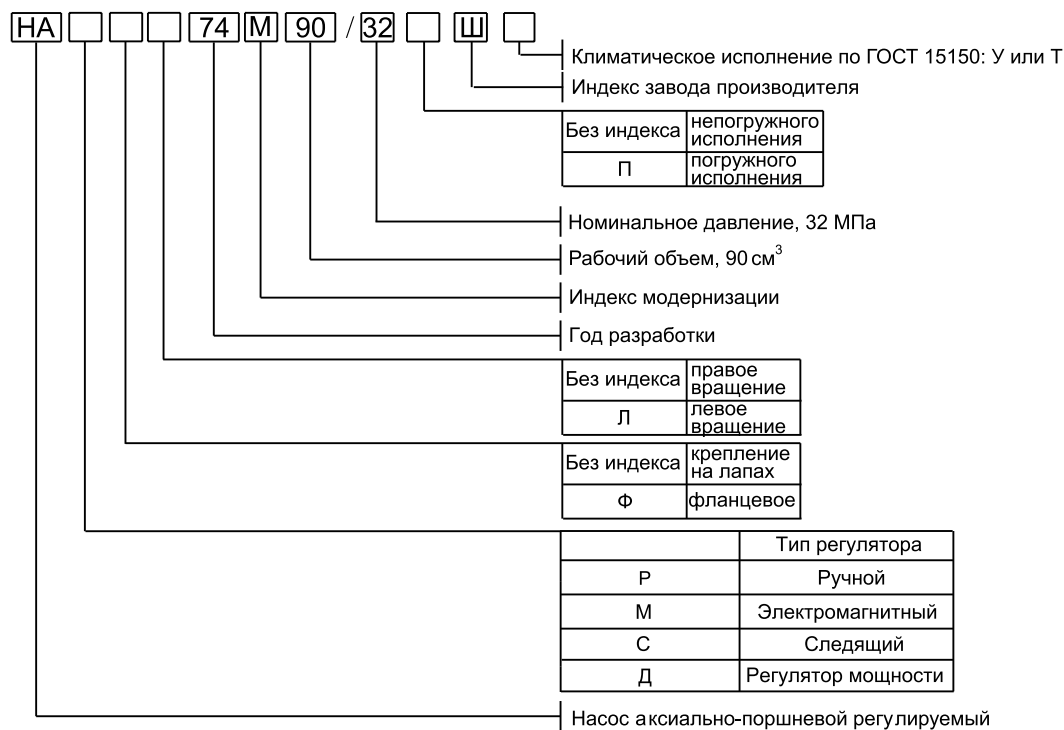 НА 74 М 90 / 32 Ш
Климатическое исполнение по ГОСТ 15150: У или Т
Индекс завода производителя
Без индекса непогружного
исполнения
П погружного
исполнения
Номинальное давление, 32 МПа
Рабочий объем, 90 см³
Индекс модернизации
Год разработки
Без индекса правое
вращение
Л левое
вращение
Без индекса крепление
на лапах
Ф фланцевое
Тип регулятора
Р Ручной
М Электромагнитный
С Следящий
Д Регулятор мощности
Насос аксиально-поршневой регулируемый